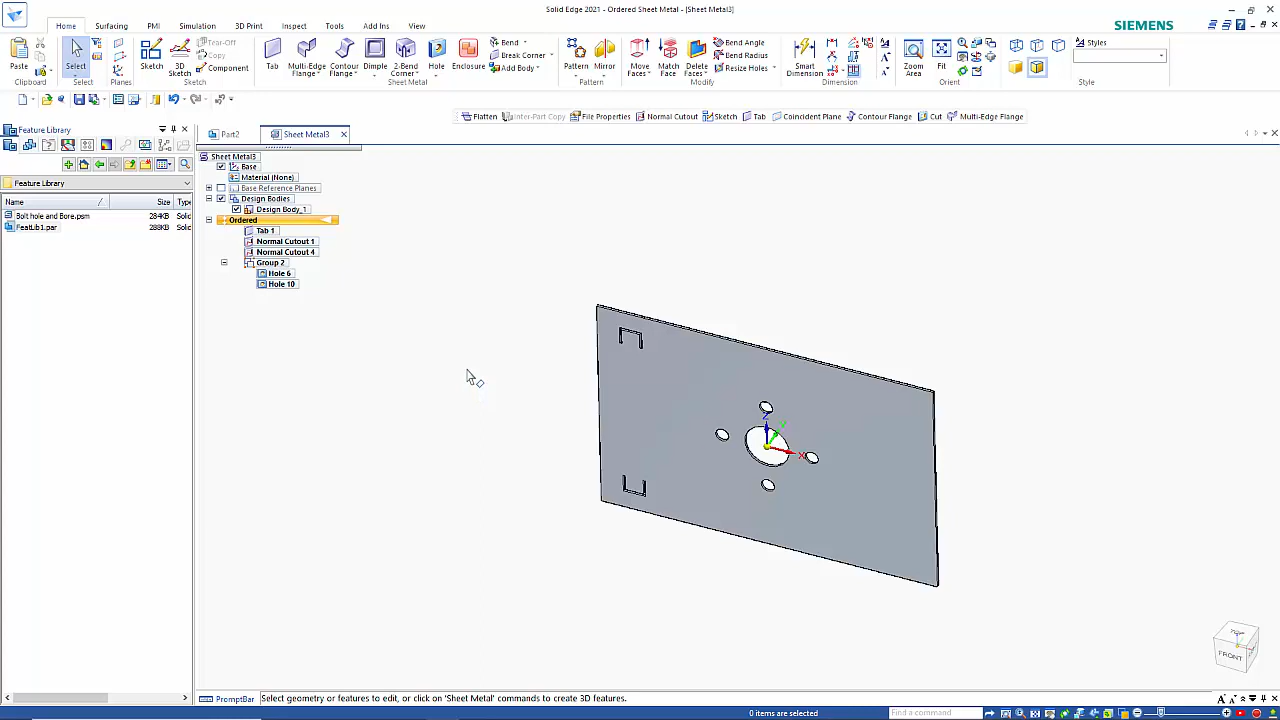 Solid Edge 2021 - Ordered Sheet Metal - [Sheet Metal3]
Home Surfacing PMI Simulation 3D Print Inspect Tools Add Ins View
SIEMENS
Paste
Clipboard
Select
Select
Planes
Sketch
3D Sketch
Tear-Off
Copy
Component
Sketch
Tab
Multi-Edge Flange
Contour Flange
Dimple
2-Bend Corner
Hole
Enclosure
Bend
Break Corner
Add Body
Sheet Metal
Pattern
Mirror
Pattern
Move Faces
Match Face
Delete Faces
Bend Angle
Bend Radius
Resize Holes
Modify
Smart Dimension
Dimension
Zoom Area
Fit
Orient
Styles
Style
Flatten Inter-Part Copy File Properties Normal Cutout Sketch Tab Coincident Plane Contour Flange Cut Multi-Edge Flange
Feature Library
Part2
Sheet Metal3
Feature Library
Name Size Type
Bolt hole and Bore.psm 284KB Solid
FeatLib1.par 288KB Solid
Sheet Metal3
Base
Material (None)
Base Reference Planes
Design Bodies
Design Body_1
Ordered
Tab 1
Normal Cutout 1
Normal Cutout 4
Group 2
Hole 6
Hole 10
Z
Y
X
TOP
FRONT
PromptBar Select geometry or features to edit, or click on 'Sheet Metal' commands to create 3D features.
0 items are selected
Find a command